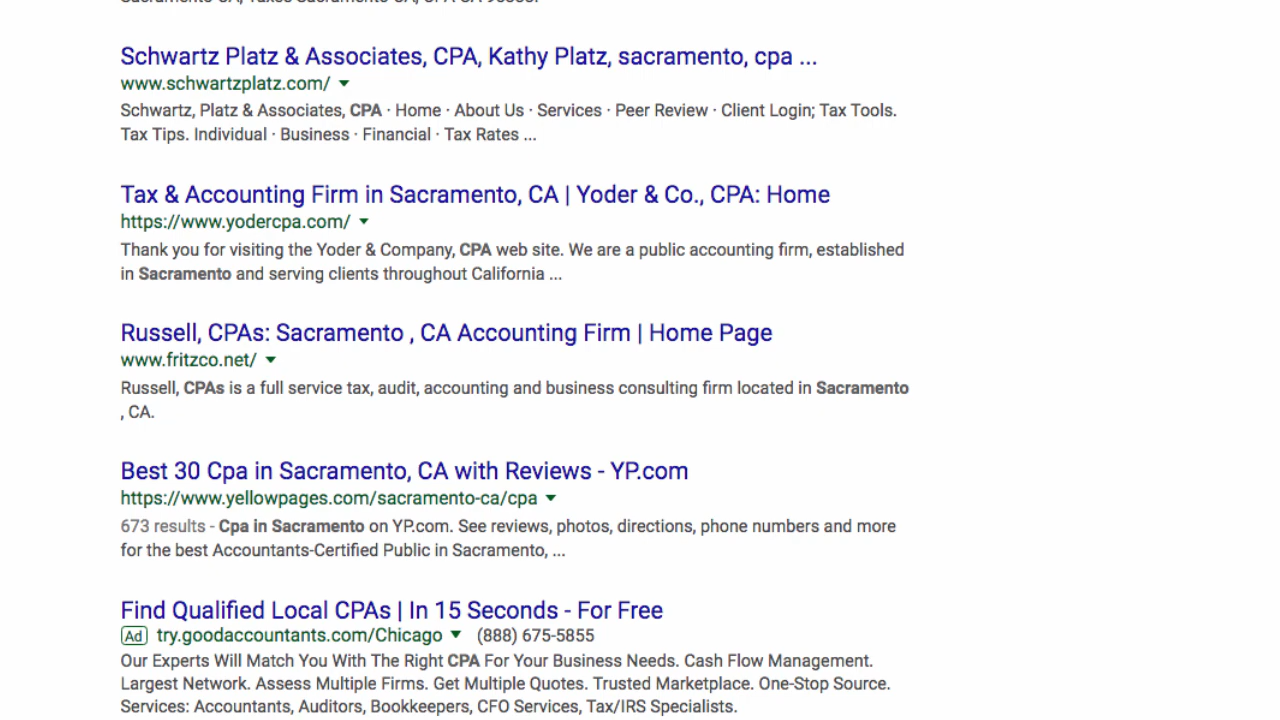 Sacramento CPA, Taxes Sacramento CA, CPA CA
Schwartz Platz & Associates, CPA, Kathy Platz, sacramento, cpa ...
www.schwartzplatz.com/
Schwartz, Platz & Associates, CPA · Home · About Us · Services · Peer Review · Client Login; Tax Tools.
Tax Tips. Individual · Business · Financial · Tax Rates ...
Tax & Accounting Firm in Sacramento, CA | Yoder & Co., CPA: Home
https://www.yodercpa.com/
Thank you for visiting the Yoder & Company, CPA web site. We are a public accounting firm, established
in Sacramento and serving clients throughout California ...
Russell, CPAs: Sacramento , CA Accounting Firm | Home Page
www.fritzco.net/
Russell, CPAs is a full service tax, audit, accounting and business consulting firm located in Sacramento
, CA.
Best 30 Cpa in Sacramento, CA with Reviews - YP.com
https://www.yellowpages.com/sacramento-ca/cpa
673 results - Cpa in Sacramento on YP.com. See reviews, photos, directions, phone numbers and more
for the best Accountants-Certified Public in Sacramento, ...
Find Qualified Local CPAs | In 15 Seconds - For Free
Ad try.goodaccountants.com/Chicago (888) 675-5855
Our Experts Will Match You With The Right CPA For Your Business Needs. Cash Flow Management.
Largest Network. Assess Multiple Firms. Get Multiple Quotes. Trusted Marketplace. One-Stop Source.
Services: Accountants, Auditors, Bookkeepers, CFO Services, Tax/IRS Specialists.